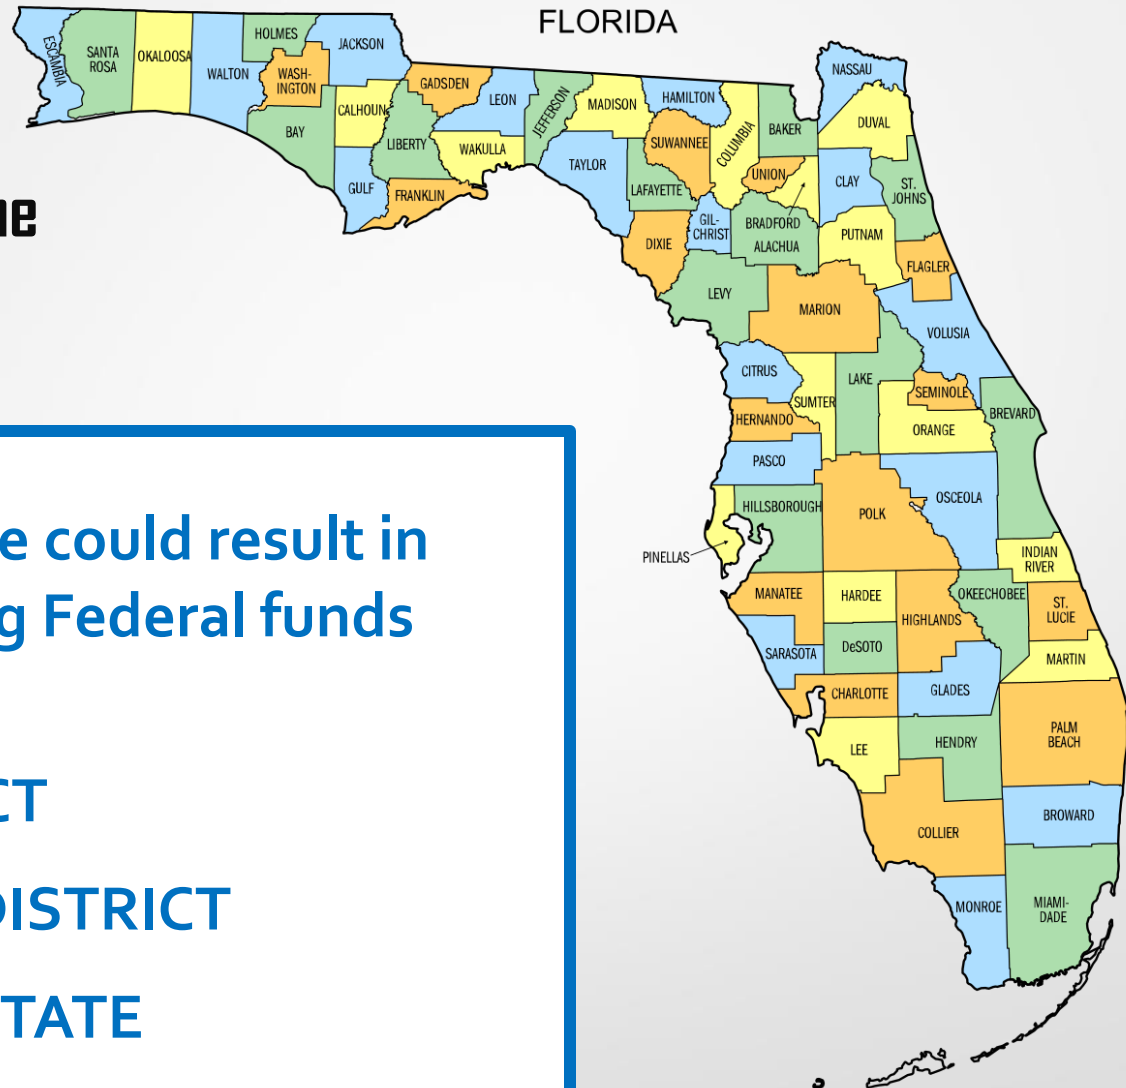 FLORIDA
ESCAMBIA
SANTA
ROSA
OKALOOSA
WALTON
HOLMES
WASH-
INGTON
JACKSON
BAY
CALHOUN
GULF
LIBERTY
GADSDEN
FRANKLIN
LEON
WAKULLA
JEFFERSON
MADISON
TAYLOR
HAMILTON
SUWANNEE
LAFAYETTE
DIXIE
COLUMBIA
GIL-
CHRIST
BAKER
UNION
BRADFORD
ALACHUA
NASSAU
DUVAL
CLAY
ST.
JOHNS
PUTNAM
FLAGLER
LEVY
MARION
VOLUSIA
CITRUS
SUMTER
LAKE
SEMINOLE
HERNANDO
ORANGE
BREVARD
PASCO
HILLSBOROUGH
POLK
OSCEOLA
PINELLAS
INDIAN
RIVER
MANATEE
HARDEE
HIGHLANDS
OKEECHOBEE
ST.
LUCIE
SARASOTA
DeSOTO
MARTIN
CHARLOTTE
GLADES
LEE
HENDRY
PALM
BEACH
COLLIER
BROWARD
MONROE
MIAMI-
DADE
e could result in
g Federal funds
CT
DISTRICT
TATE